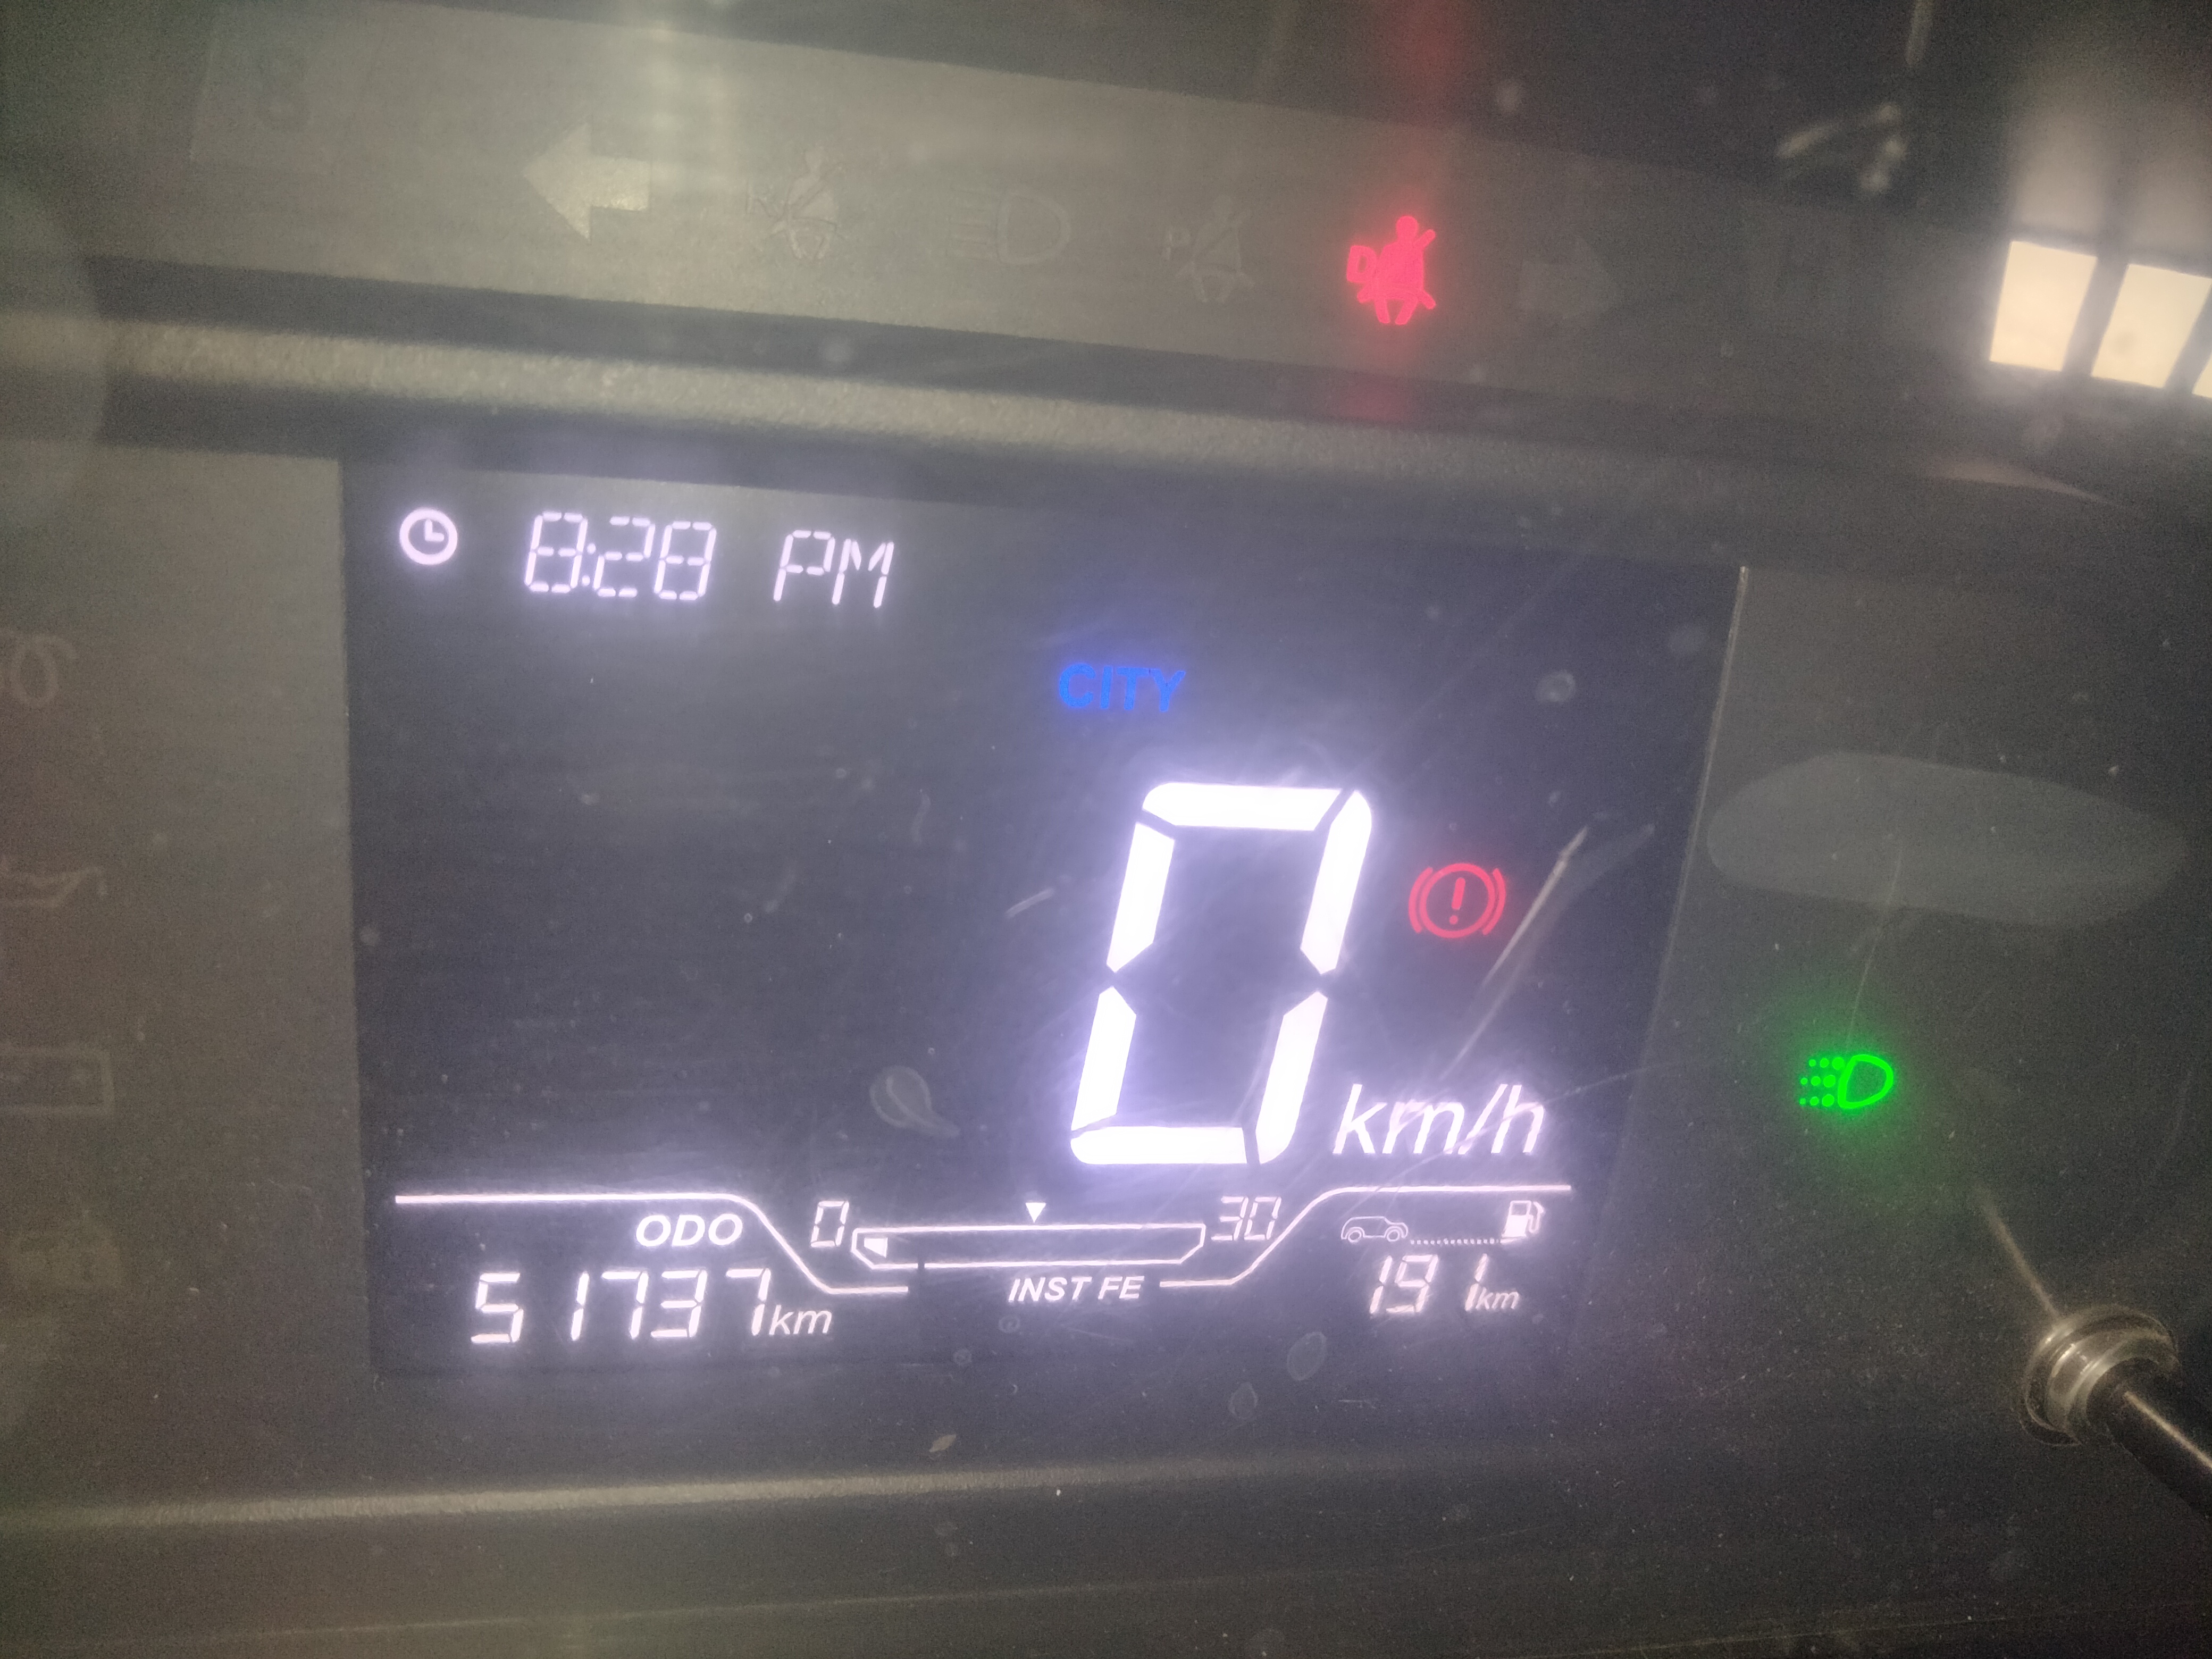 D
8:28 PM
CITY
0
km/h
ODO
0
30
51737km
INST FE
191km